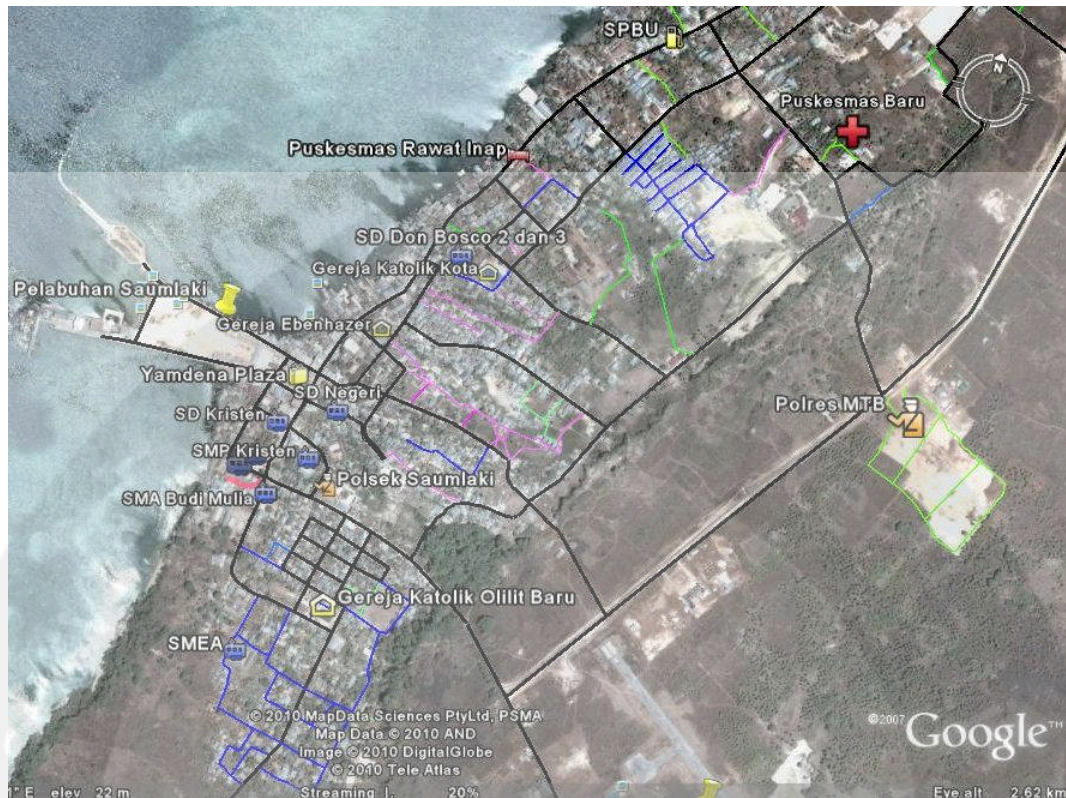 SPBU
N
Puskesmas Baru
Puskesmas Rawat Inap
SD Don Bosco 2 dan 3
Gereja Katolik Kota
Pelabuhan Saumlaki
Gereja Ebenhazer
Yamdena Plaza
SD Negeri
Polres MTB
SD Kristen
SMP Kristen
Polsek Saumlaki
SMA Budi Mulia
Gereja Katolik Olilit Baru
SMEA
© 2010 MapData Sciences PtyLtd, PSMA
Map Data © 2010 AND
Image © 2010 DigitalGlobe
© 2010 Tele Atlas
©2007 Google™
1" E elev 22 m
Streaming 20%
Eye alt 2.62 km